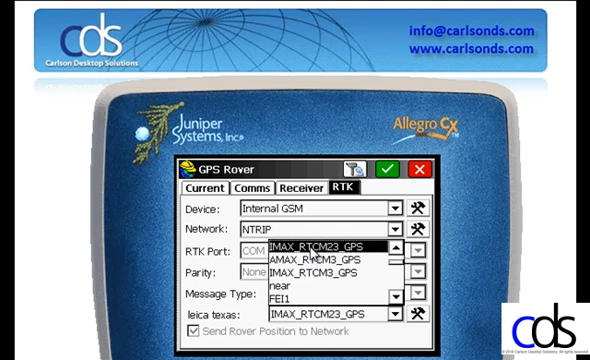 cds
Carlson Desktop Solutions
info@carlsonds.com
www.carlsonds.com
Juniper
Systems, Inc.
Allegro Cx™
GPS Rover
Current Comms Receiver RTK
Device: Internal GSM
Network: NTRIP
RTK Port: COM
IMAX_RTCM23_GPS
AMAX_RTCM3_GPS
Parity: None
IMAX_RTCM3_GPS
near
Message Type:
FEI1
leica texas: IMAX_RTCM23_GPS
Send Rover Position to Network
cds